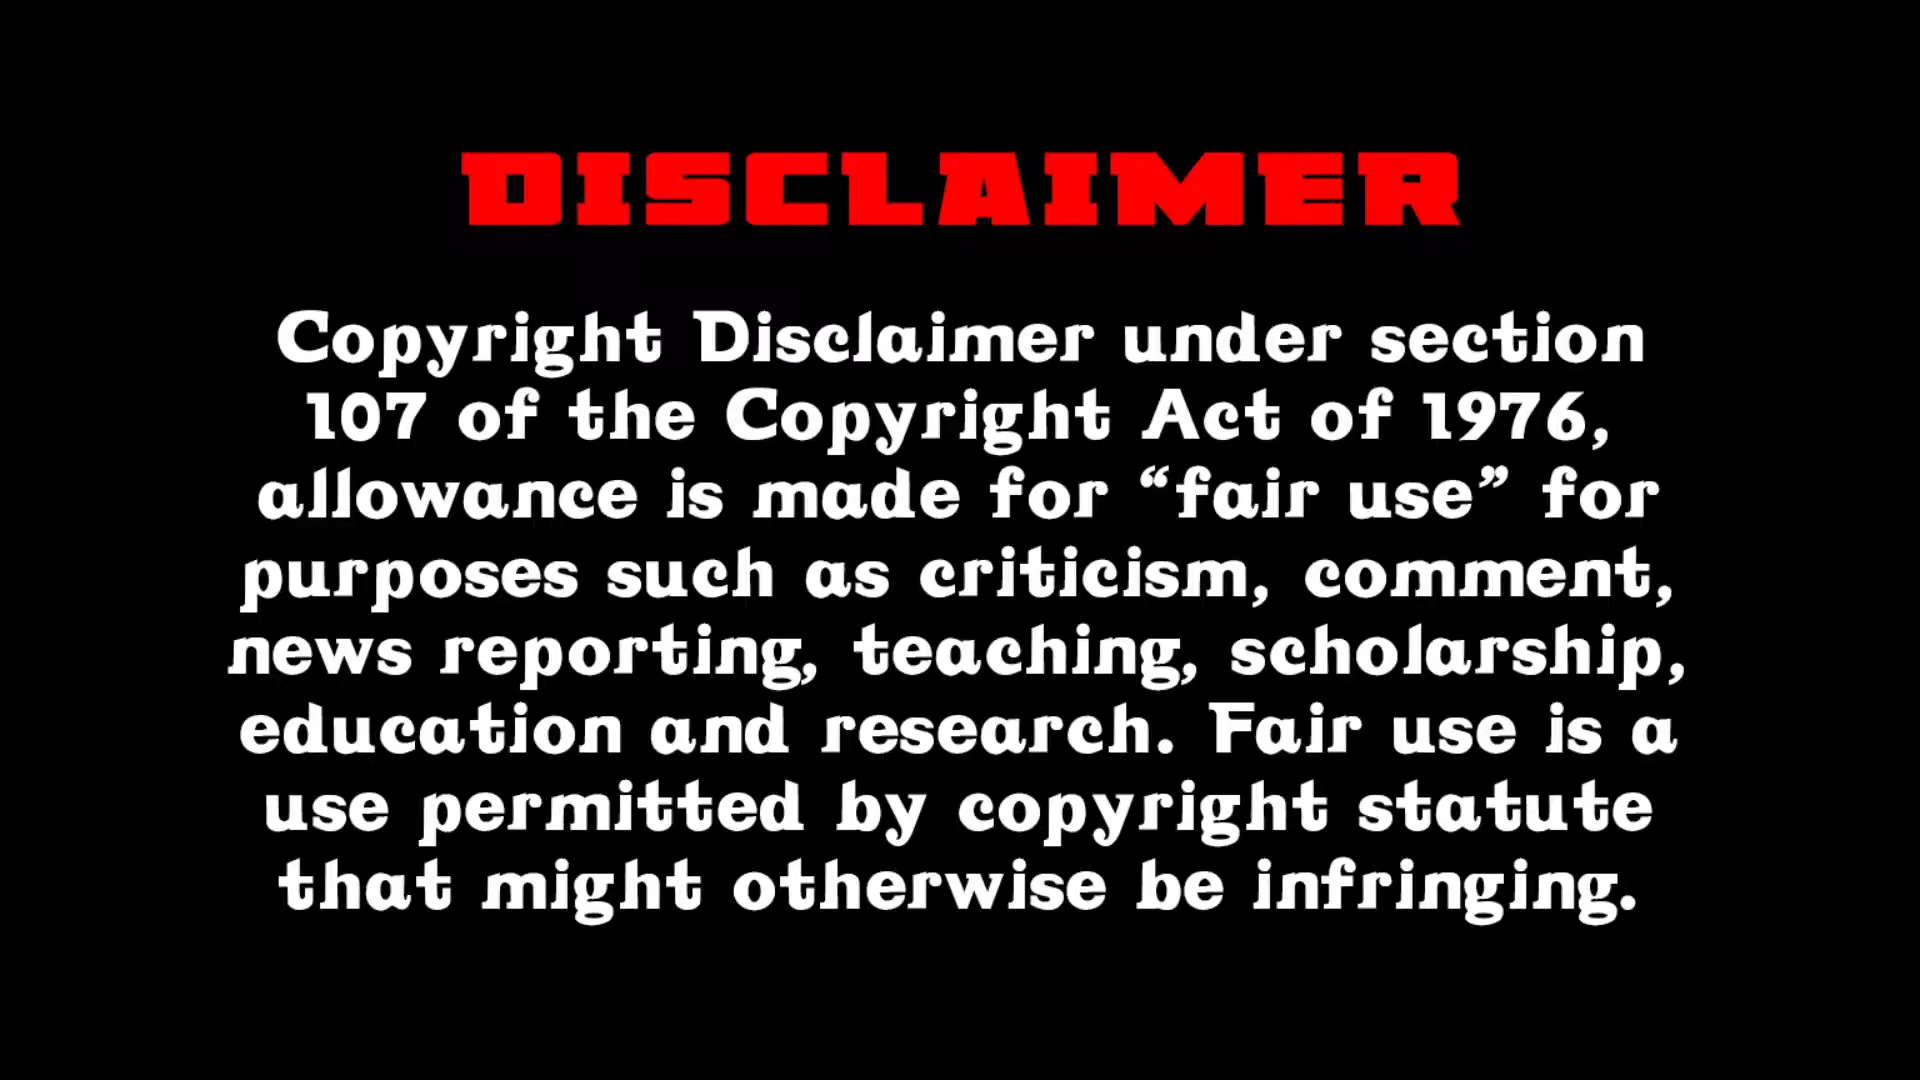 DISCLAIMER
Copyright Disclaimer under section
107 of the Copyright Act of 1976,
allowance is made for “fair use” for
purposes such as criticism, comment,
news reporting, teaching, scholarship,
education and research. Fair use is a
use permitted by copyright statute
that might otherwise be infringing.